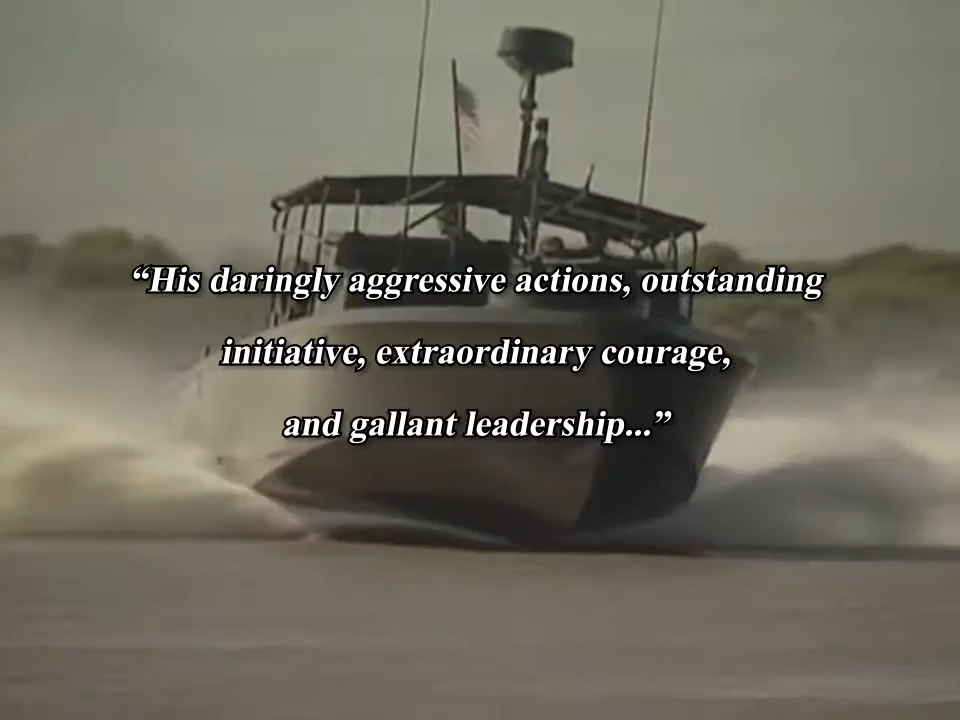 “His daringly aggressive actions, outstanding
initiative, extraordinary courage,
and gallant leadership...”